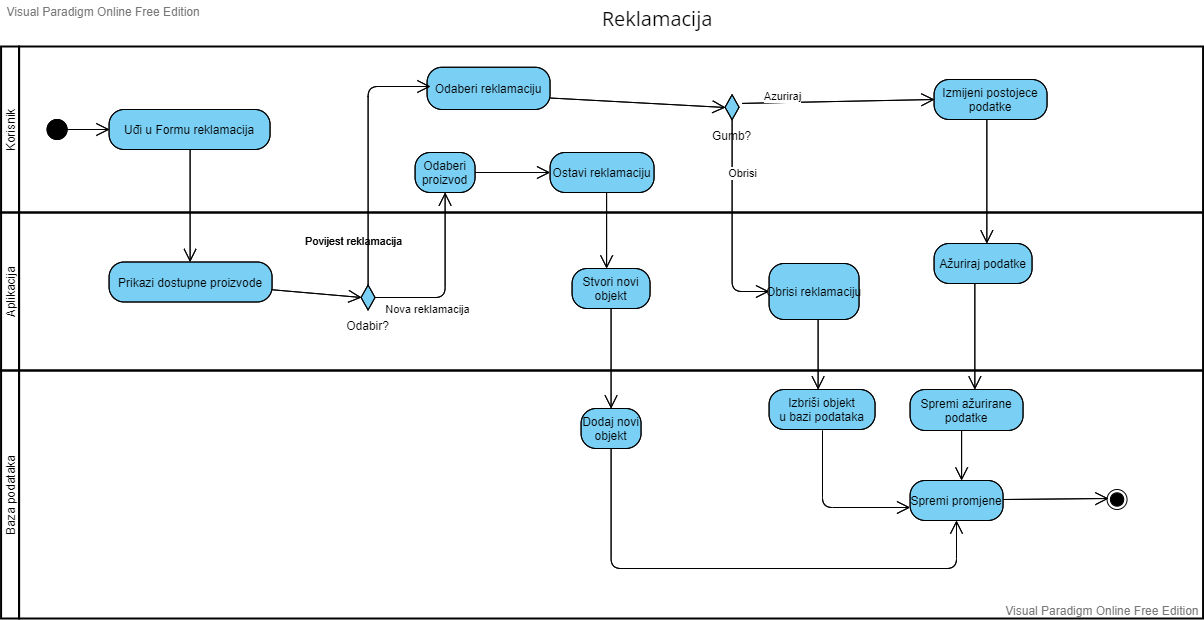 Visual Paradigm Online Free Edition
Reklamacija
Korisnik
Uđi u Formu reklamacija
Odaberi reklamaciju
Azuriraj
Izmijeni postojece
podatke
Gumb?
Odaberi
proizvod
Ostavi reklamaciju
Obrisi
Aplikacija
Povijest reklamacija
Prikazi dostupne proizvode
Nova reklamacija
Odabir?
Stvori novi
objekt
Obrisi reklamaciju
Ažuriraj podatke
Baza podataka
Dodaj novi
objekt
Izbriši objekt
u bazi podataka
Spremi ažurirane
podatke
Spremi promjene
Visual Paradigm Online Free Edition